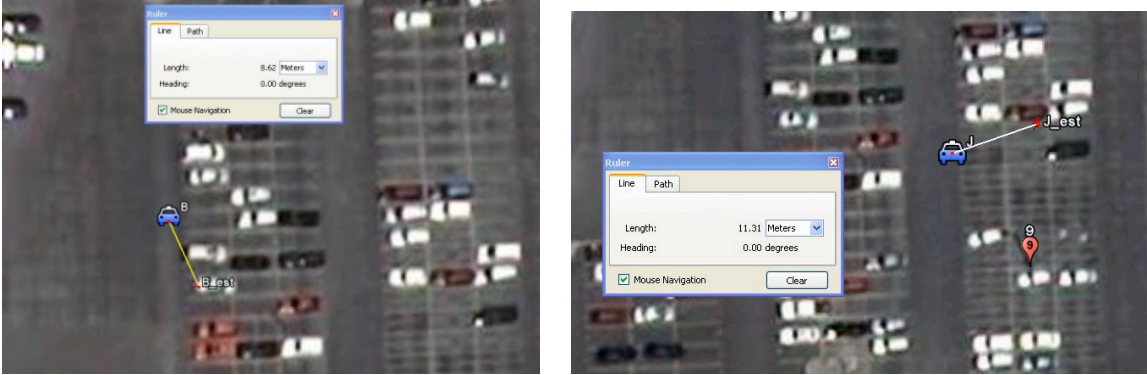 Ruler
Line Path
Length: 8.62 Meters
Heading: 0.00 degrees
Mouse Navigation Clear
B
B_est
J
J_est
Ruler
Line Path
Length: 11.31 Meters
Heading: 0.00 degrees
Mouse Navigation Clear
9
9